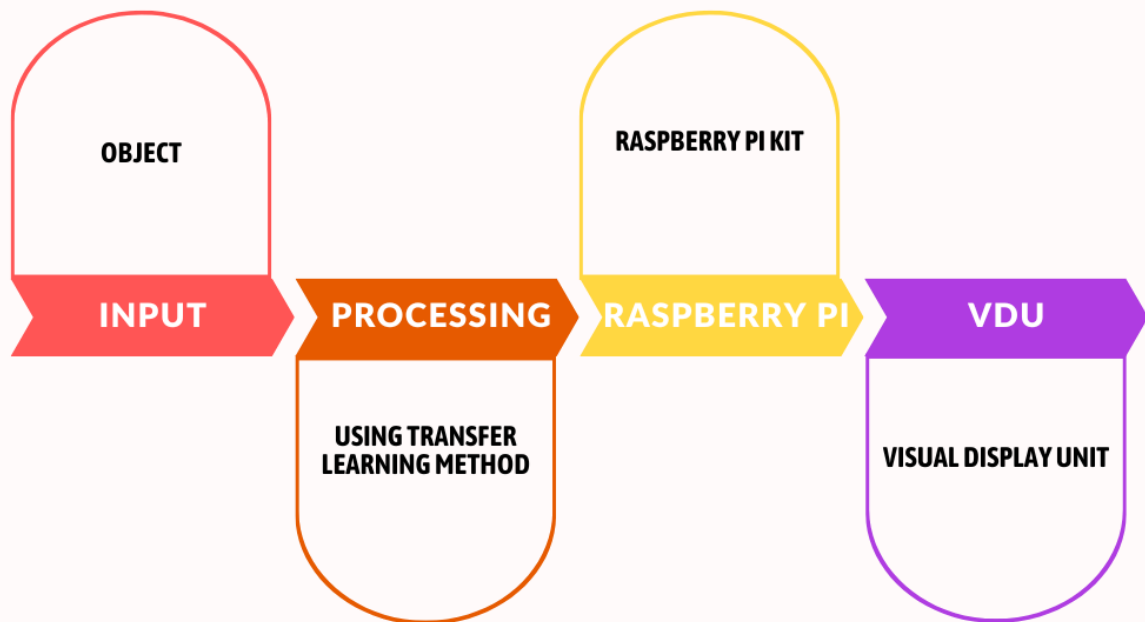 OBJECT
RASPBERRY PI KIT
INPUT
PROCESSING
RASPBERRY PI
VDU
USING TRANSFER
LEARNING METHOD
VISUAL DISPLAY UNIT